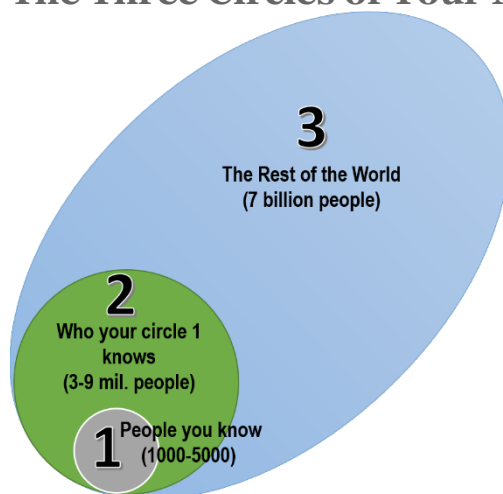 The Three Circles of Your
3
The Rest of the World
(7 billion people)
2
Who your circle 1
knows
(3-9 mil. people)
1 People you know
(1000-5000)